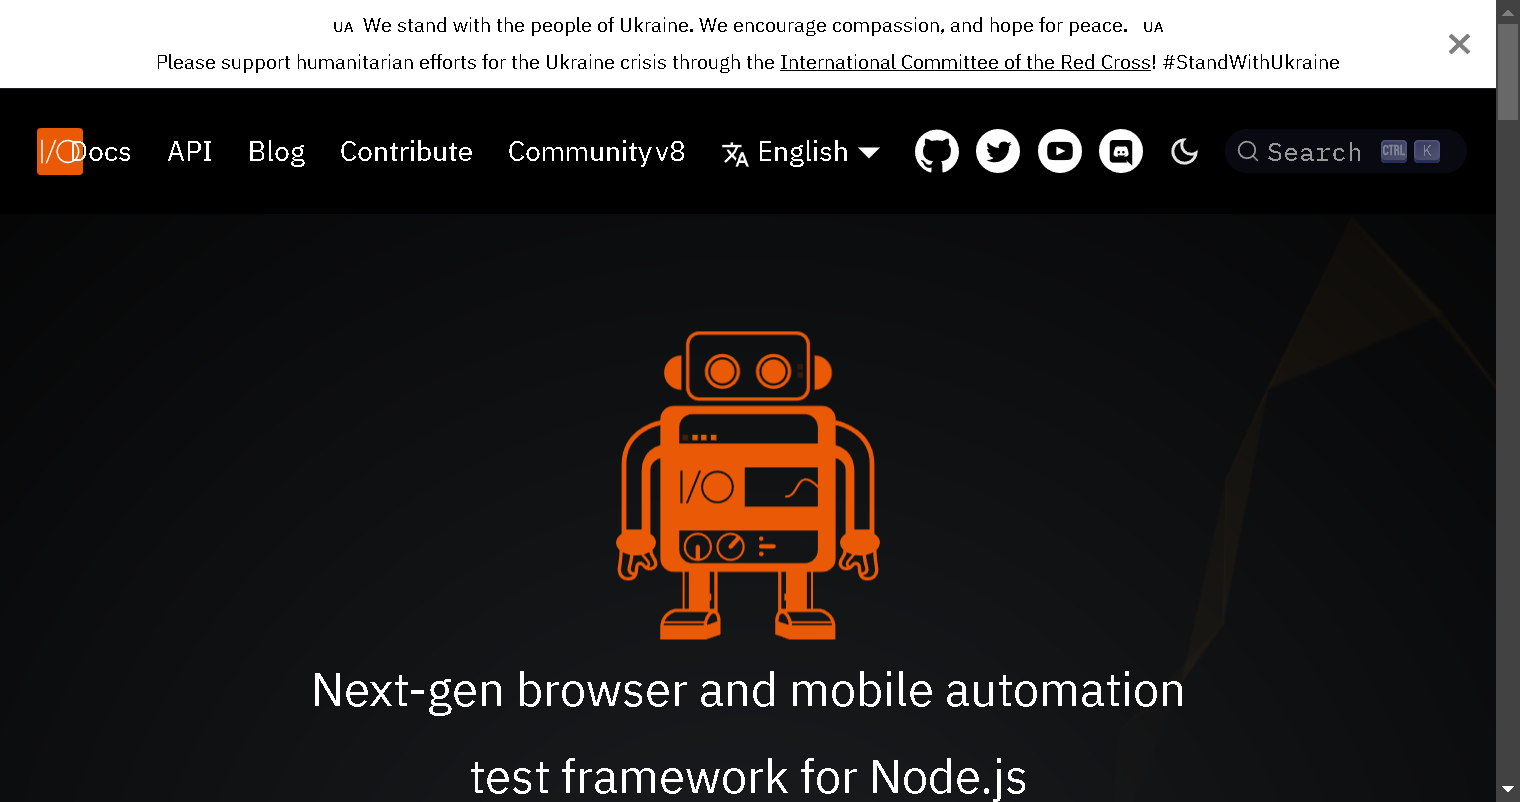 UA We stand with the people of Ukraine. We encourage compassion, and hope for peace. UA
Please support humanitarian efforts for the Ukraine crisis through the International Committee of the Red Cross! #StandWithUkraine
I/O Docs API Blog Contribute Community v8 English Search CTRL K
I/O
Next-gen browser and mobile automation
test framework for Node.js